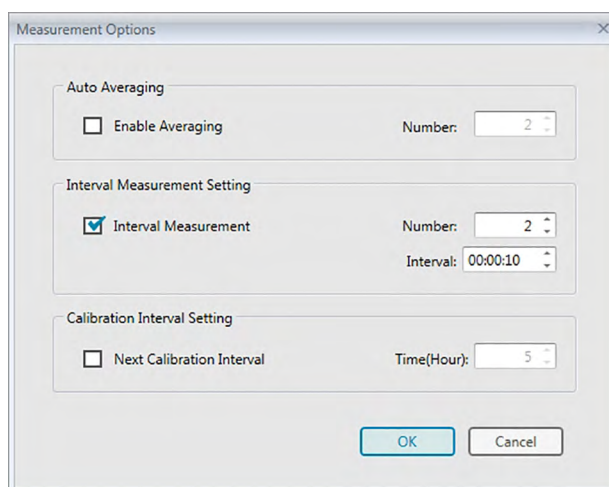 Measurement Options
Auto Averaging
Enable Averaging Number: 2
Interval Measurement Setting
Interval Measurement Number: 2
Interval: 00:00:10
Calibration Interval Setting
Next Calibration Interval Time(Hour): 5
OK Cancel